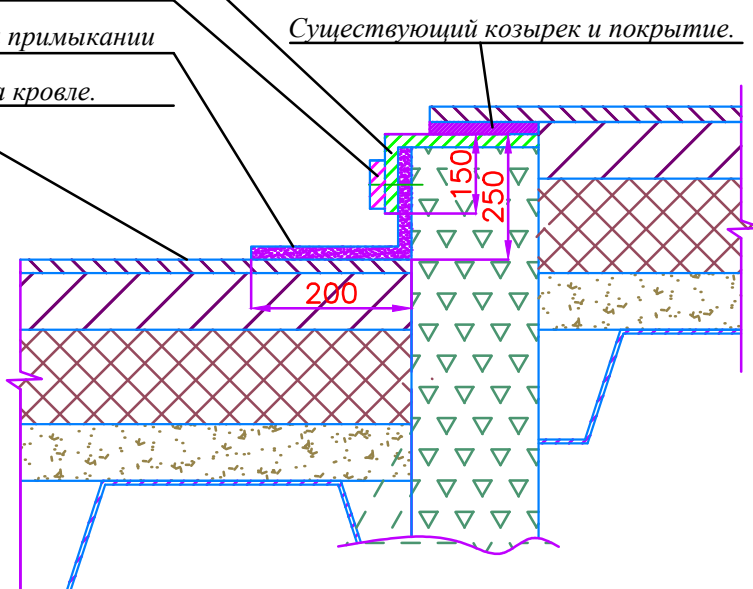 Существующий козырек и покрытие.
примыкании
кровле.
150
250
200